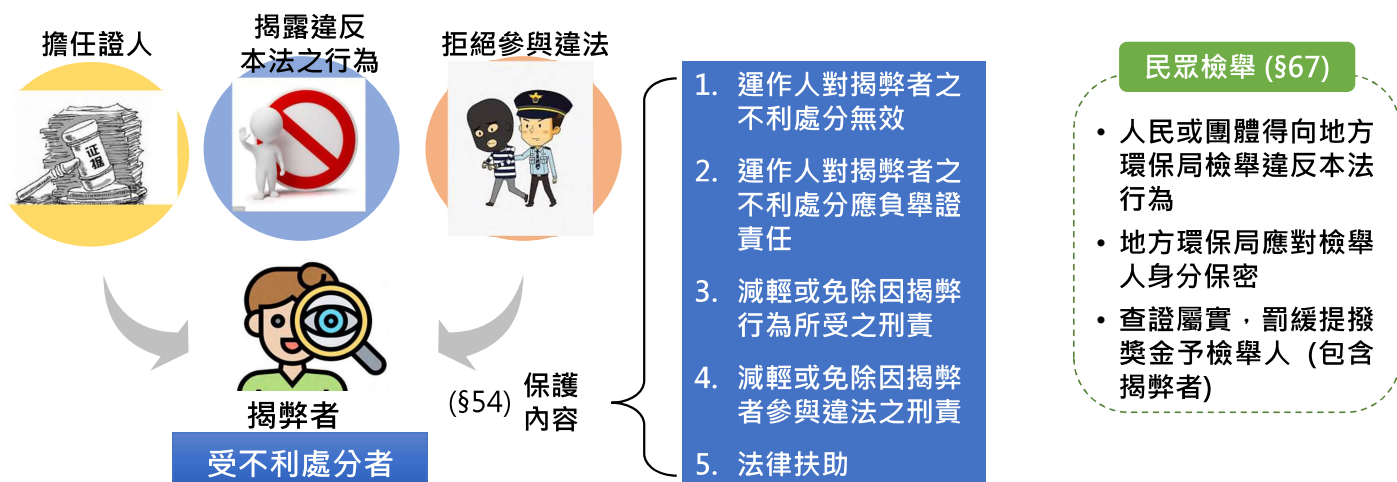 擔任證人
揭露違反
本法之行為
拒絕參與違法
证据
揭弊者
受不利處分者
(§54)
保護
內容
1. 運作人對揭弊者之
不利處分無效
2. 運作人對揭弊者之
不利處分應負舉證
責任
3. 減輕或免除因揭弊
行為所受之刑責
4. 減輕或免除因揭弊
者參與違法之刑責
5. 法律扶助
民眾檢舉 (§67)
• 人民或團體得向地方
環保局檢舉違反本法
行為
• 地方環保局應對檢舉
人身分保密
• 查證屬實，罰緩提撥
獎金予檢舉人 (包含
揭弊者)